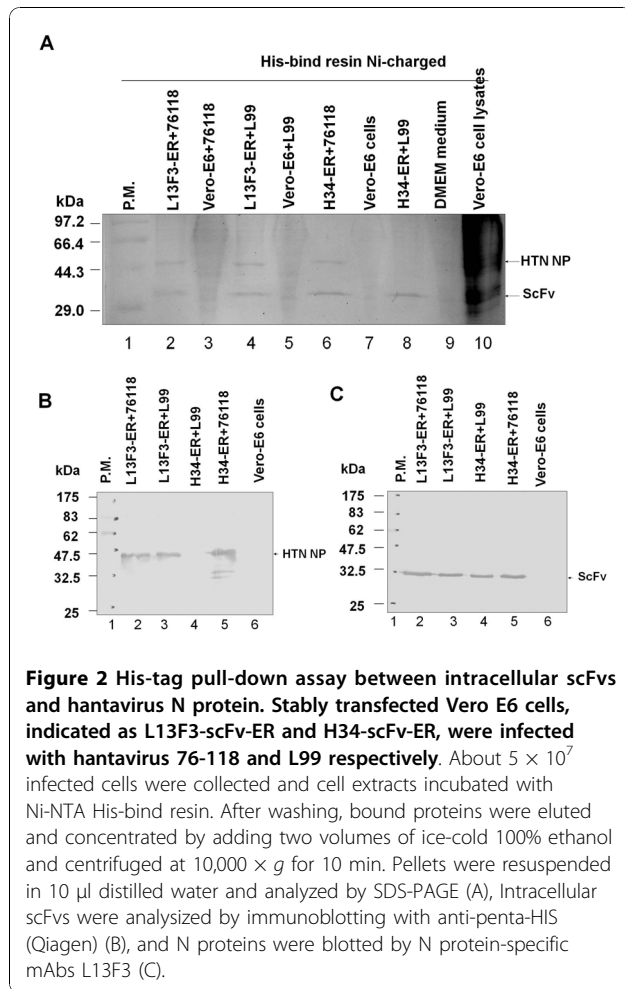 A
His-bind resin Ni-charged
P.M.
L13F3-ER+76118
Vero-E6+76118
L13F3-ER+L99
Vero-E6+L99
H34-ER+76118
Vero-E6 cells
H34-ER+L99
DMEM medium
Vero-E6 cell lysates
kDa
97.2
66.4
44.3
29.0
HTN NP
ScFv
1 2 3 4 5 6 7 8 9 10
B
P.M.
L13F3-ER+76118
L13F3-ER+L99
H34-ER+L99
H34-ER+76118
Vero-E6 cells
kDa
175
83
62
47.5
32.5
25
HTN NP
1 2 3 4 5 6
C
P.M.
L13F3-ER+76118
L13F3-ER+L99
H34-ER+L99
H34-ER+76118
Vero-E6 cells
kDa
175
83
62
47.5
32.5
25
ScFv
1 2 3 4 5 6
Figure 2 His-tag pull-down assay between intracellular scFvs
and hantavirus N protein. Stably transfected Vero E6 cells,
indicated as L13F3-scFv-ER and H34-scFv-ER, were infected
with hantavirus 76-118 and L99 respectively. About 5 × 10⁷
infected cells were collected and cell extracts incubated with
Ni-NTA His-bind resin. After washing, bound proteins were eluted
and concentrated by adding two volumes of ice-cold 100% ethanol
and centrifuged at 10,000 × g for 10 min. Pellets were resuspended
in 10 μl distilled water and analyzed by SDS-PAGE (A), Intracellular
scFvs were analysized by immunoblotting with anti-penta-HIS
(Qiagen) (B), and N proteins were blotted by N protein-specific
mAbs L13F3 (C).